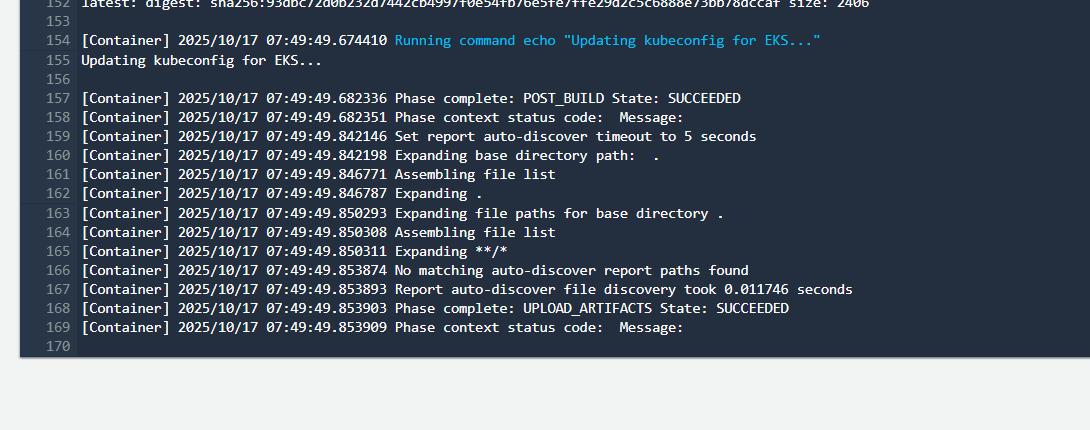 152 latest: digest: sha256:93dbc72d0b232d7442cb4997f0e54fb76e5fe7ffe29d2c5c6888e73bb78dccaf size: 2406
153
154 [Container] 2025/10/17 07:49:49.674410 Running command echo "Updating kubeconfig for EKS..."
155 Updating kubeconfig for EKS...
156
157 [Container] 2025/10/17 07:49:49.682336 Phase complete: POST_BUILD State: SUCCEEDED
158 [Container] 2025/10/17 07:49:49.682351 Phase context status code:  Message:
159 [Container] 2025/10/17 07:49:49.842146 Set report auto-discover timeout to 5 seconds
160 [Container] 2025/10/17 07:49:49.842198 Expanding base directory path:  .
161 [Container] 2025/10/17 07:49:49.846771 Assembling file list
162 [Container] 2025/10/17 07:49:49.846787 Expanding .
163 [Container] 2025/10/17 07:49:49.850293 Expanding file paths for base directory .
164 [Container] 2025/10/17 07:49:49.850308 Assembling file list
165 [Container] 2025/10/17 07:49:49.850311 Expanding **/*
166 [Container] 2025/10/17 07:49:49.853874 No matching auto-discover report paths found
167 [Container] 2025/10/17 07:49:49.853893 Report auto-discover file discovery took 0.011746 seconds
168 [Container] 2025/10/17 07:49:49.853903 Phase complete: UPLOAD_ARTIFACTS State: SUCCEEDED
169 [Container] 2025/10/17 07:49:49.853909 Phase context status code:  Message:
170